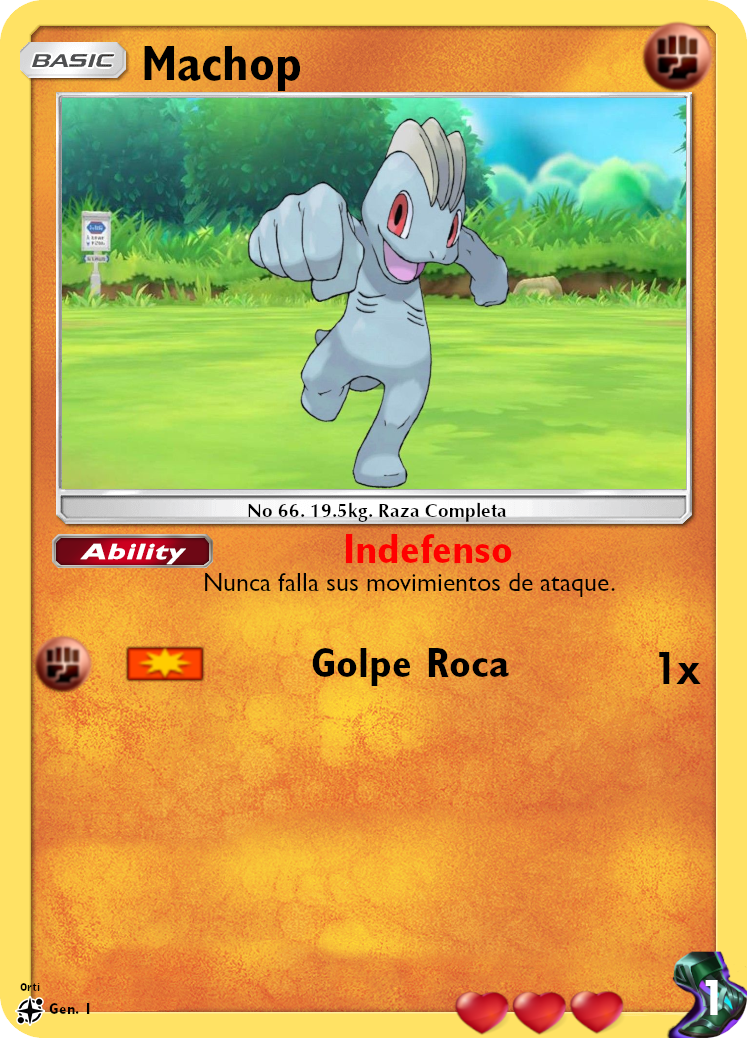 BASIC Machop
No 66. 19.5kg. Raza Completa
Ability Indefenso
Nunca falla sus movimientos de ataque.
Golpe Roca 1x
Orti
Gen. 1
1